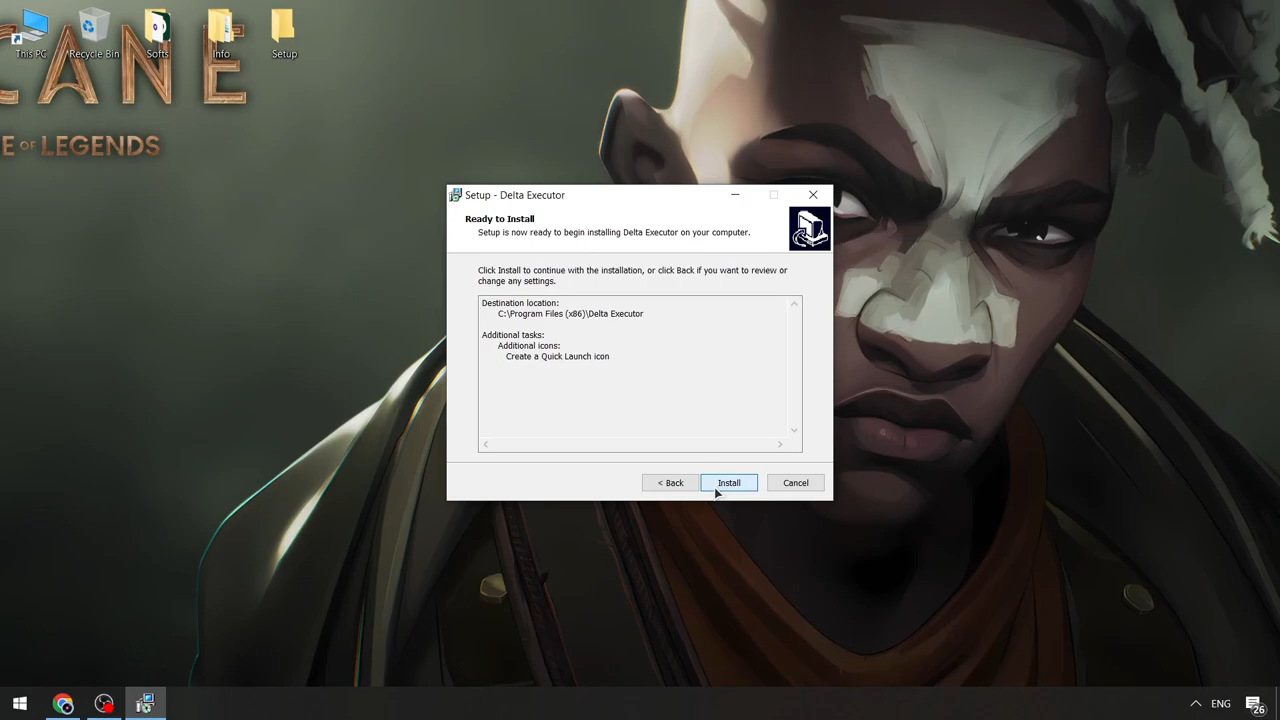 This PC
Recycle Bin
Softs
Info
Setup
CANE
E OF LEGENDS
Setup - Delta Executor
Ready to Install
Setup is now ready to begin installing Delta Executor on your computer.
Click Install to continue with the installation, or click Back if you want to review or
change any settings.
Destination location:
C:\Program Files (x86)\Delta Executor
Additional tasks:
Additional icons:
Create a Quick Launch icon
< Back
Install
Cancel
ENG
26